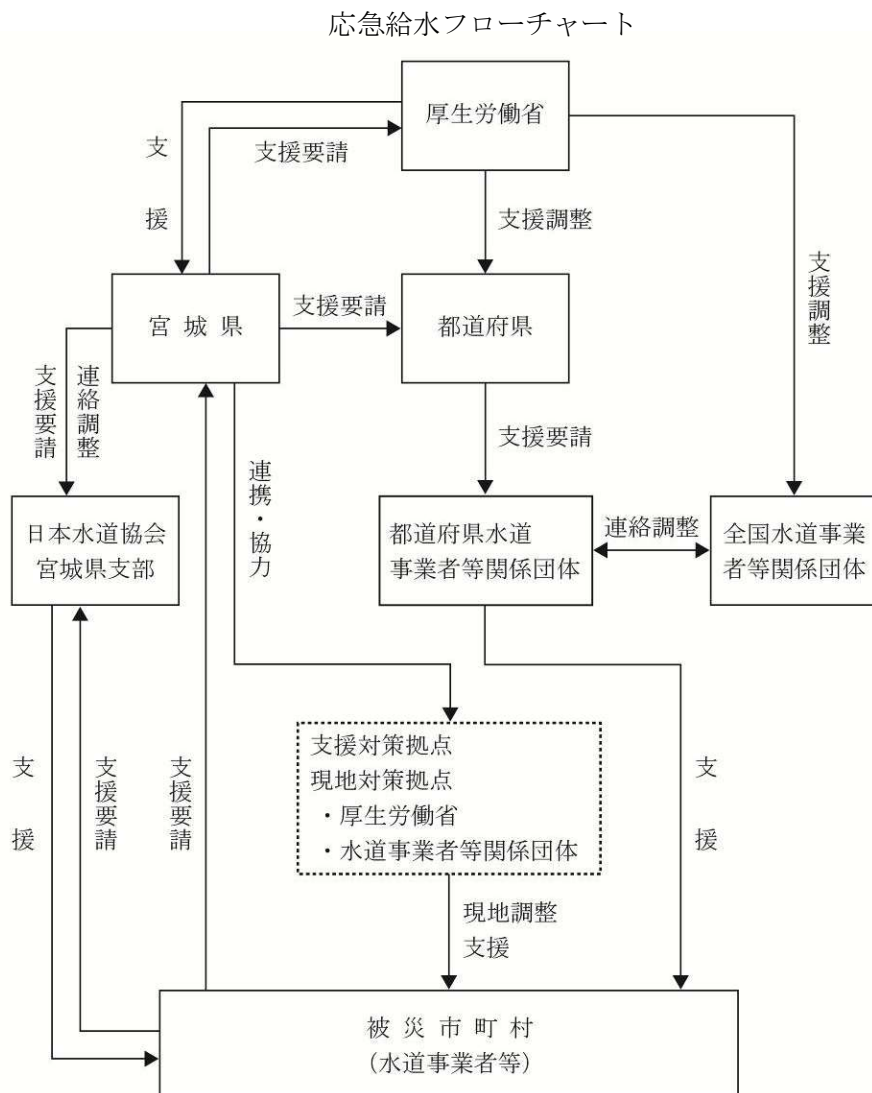 応急給水フローチャート
厚生労働省
支援
支援要請
支援調整
支援調整
宮城県
支援要請
都道府県
連絡調整
支援要請
支援要請
連携・協力
日本水道協会
宮城県支部
都道府県水道
事業者等関係団体
連絡調整
全国水道事業
者等関係団体
支援対策拠点
現地対策拠点
・厚生労働省
・水道事業者等関係団体
支援
支援要請
支援要請
支援
現地調整
支援
被災市町村
(水道事業者等)